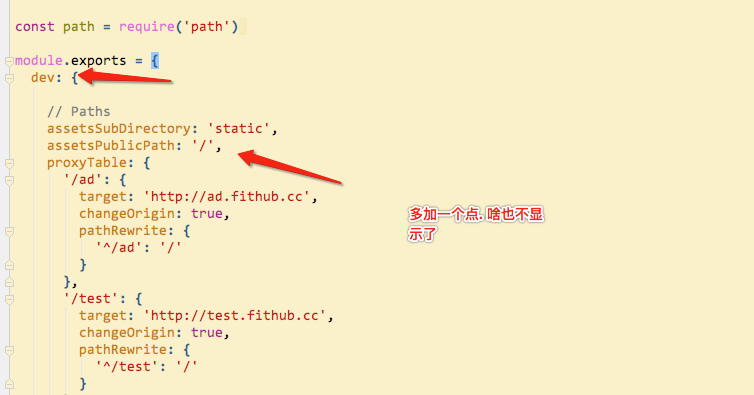 const path = require('path')
module.exports = {
dev: {
// Paths
assetsSubDirectory: 'static',
assetsPublicPath: '/',
proxyTable: {
'/ad': {
target: 'http://ad.fithub.cc',
changeOrigin: true,
pathRewrite: {
'^/ad': '/'
}
},
'/test': {
target: 'http://test.fithub.cc',
changeOrigin: true,
pathRewrite: {
'^/test': '/'
}
多加一个点. 啥也不显
示了